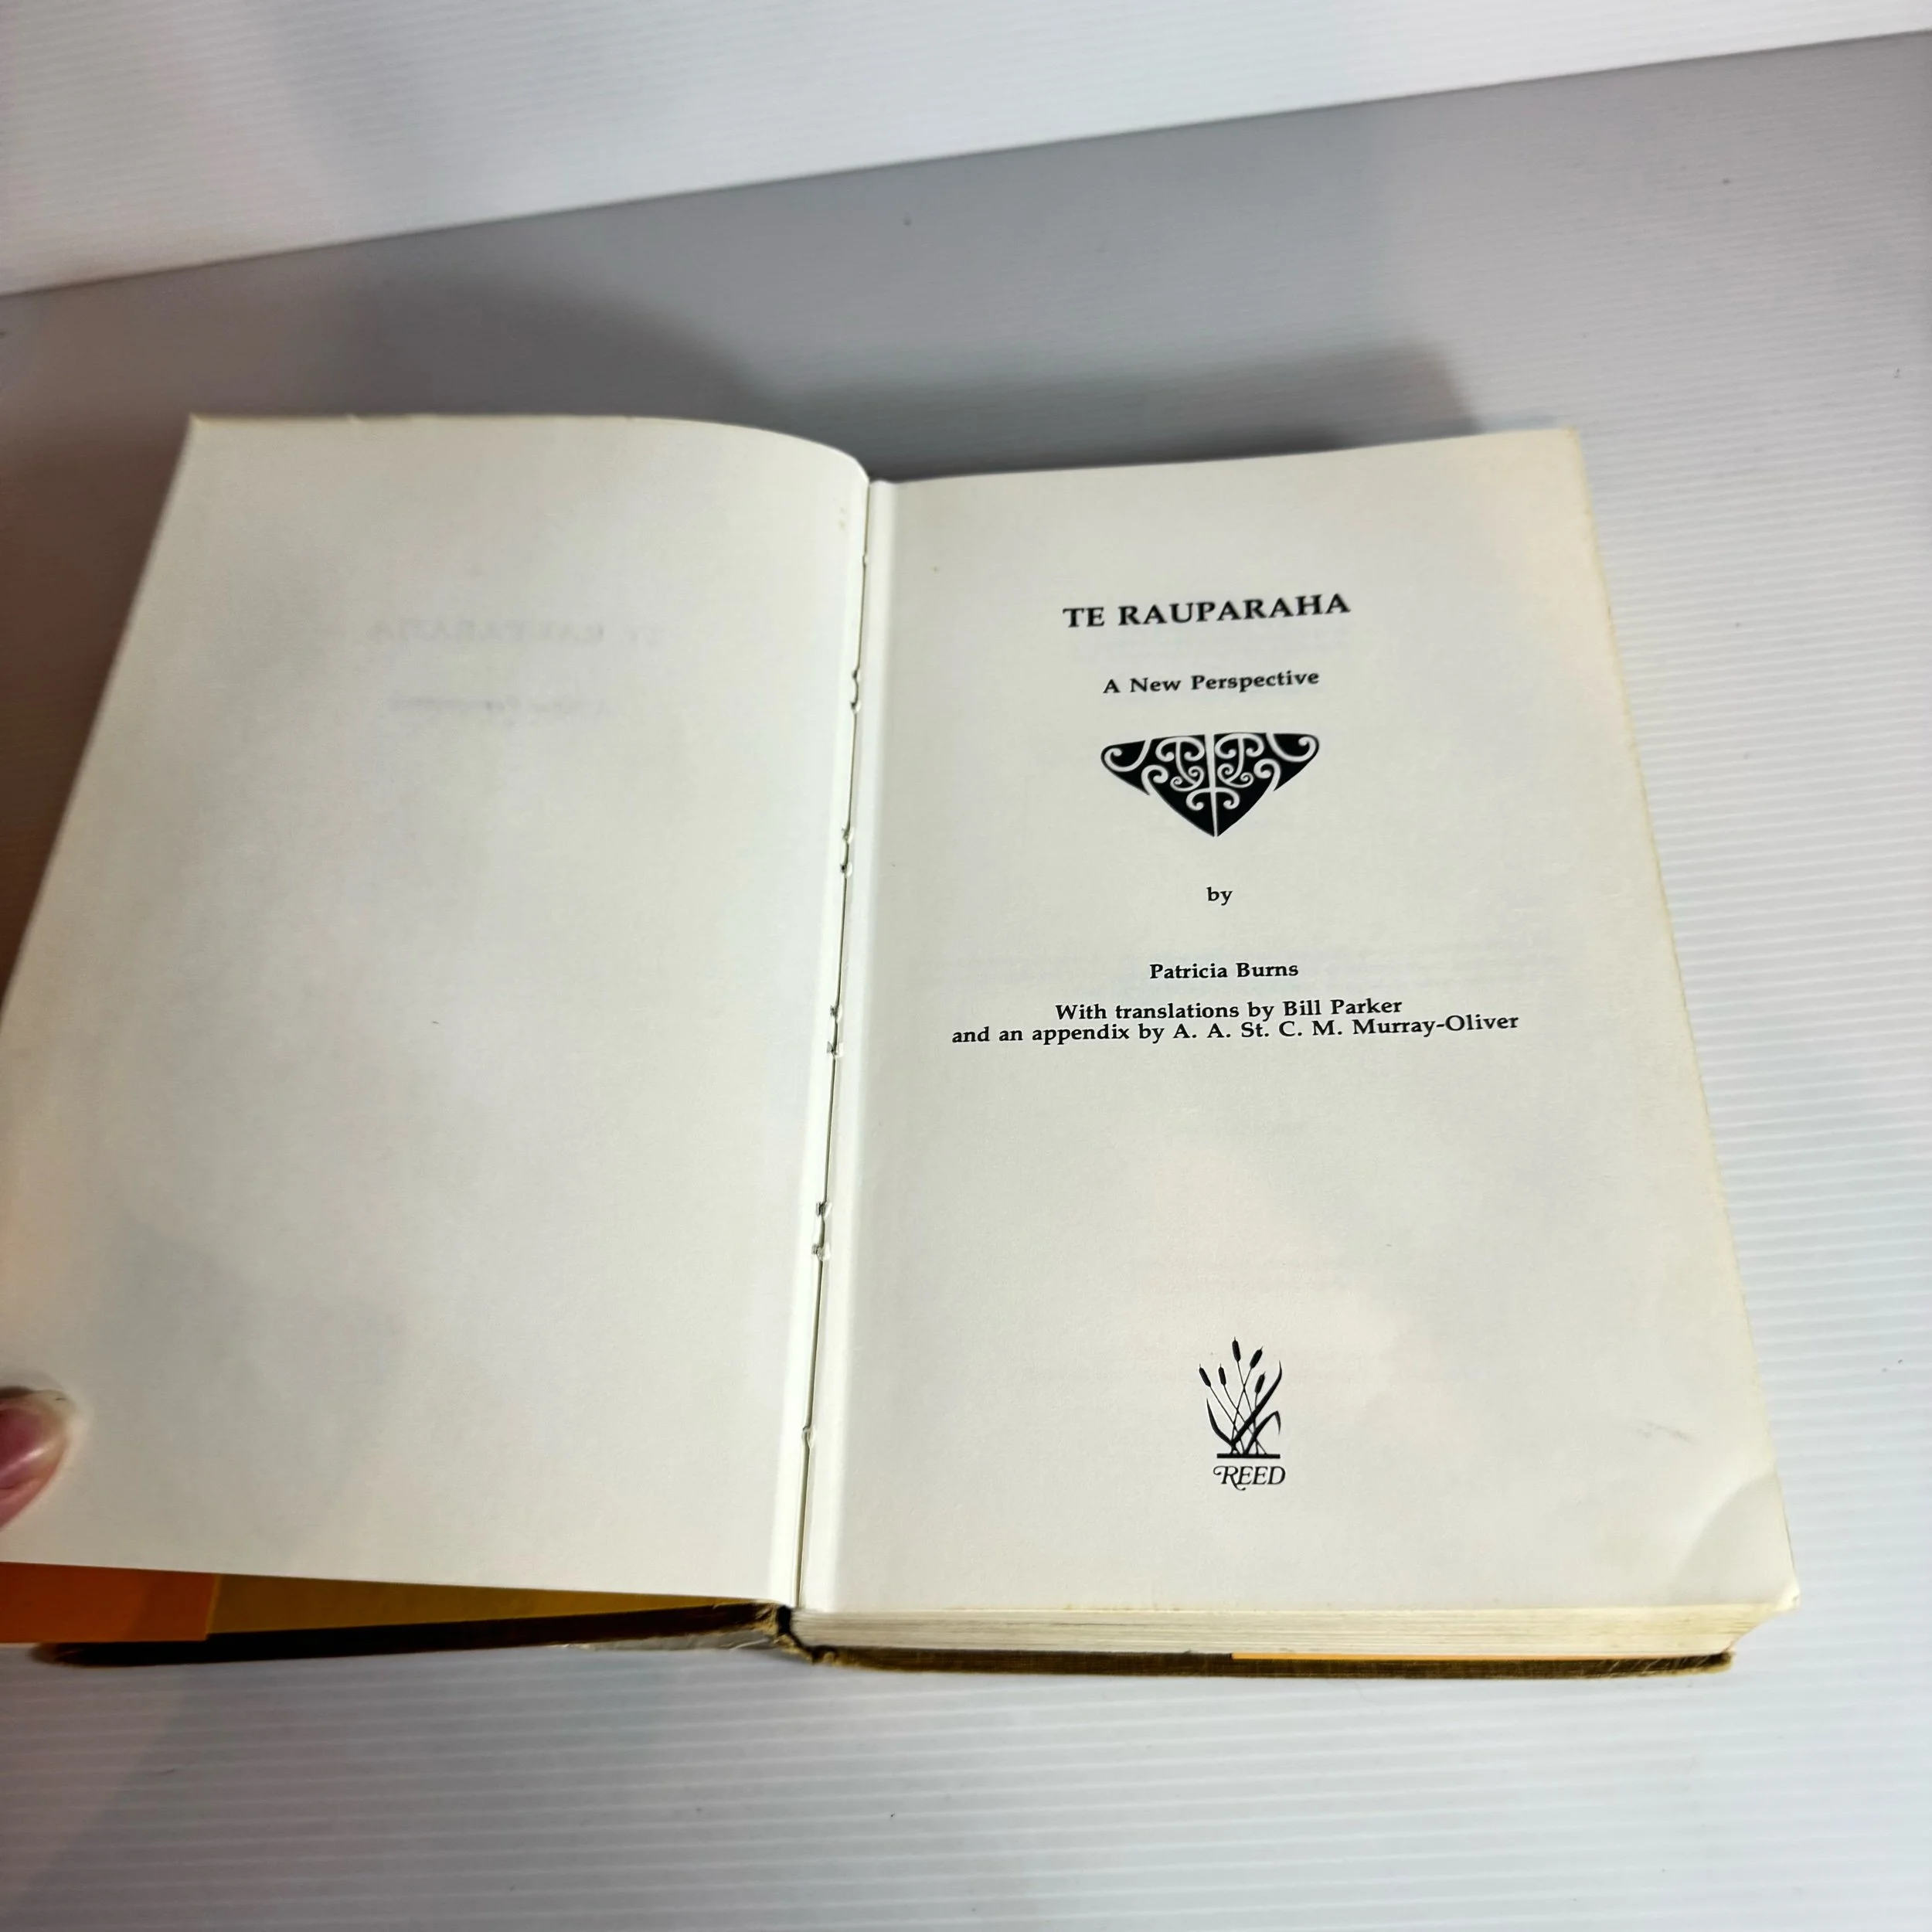 TE RAUPARAHA
A New Perspective
by
Patricia Burns
With translations by Bill Parker
and an appendix by A. A. St. C. M. Murray-Oliver
REED